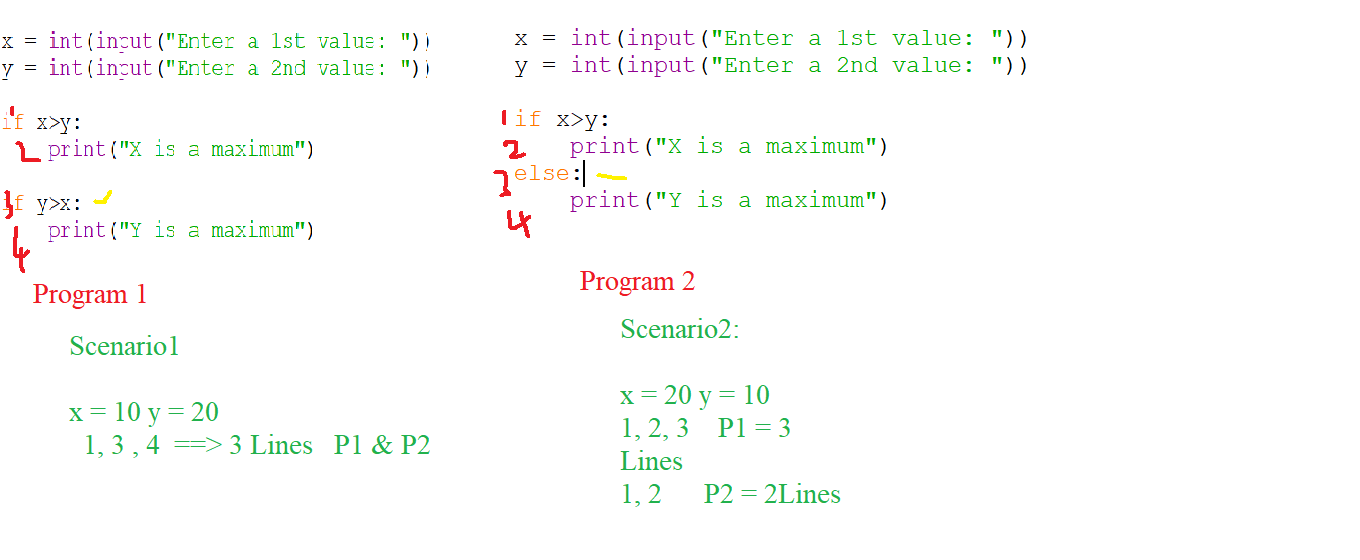 x = int(input("Enter a 1st value: "))
y = int(input("Enter a 2nd value: "))
1
if x>y:
2 print("X is a maximum")
3 if y>x:
print("Y is a maximum")
4
Program 1
Scenario1
x = 10 y = 20
1, 3 , 4 ==> 3 Lines P1 & P2
x = int(input("Enter a 1st value: "))
y = int(input("Enter a 2nd value: "))
1 if x>y:
2 print("X is a maximum")
3 else:
print("Y is a maximum")
4
Program 2
Scenario2:
x = 20 y = 10
1, 2, 3 P1 = 3
Lines
1, 2 P2 = 2Lines